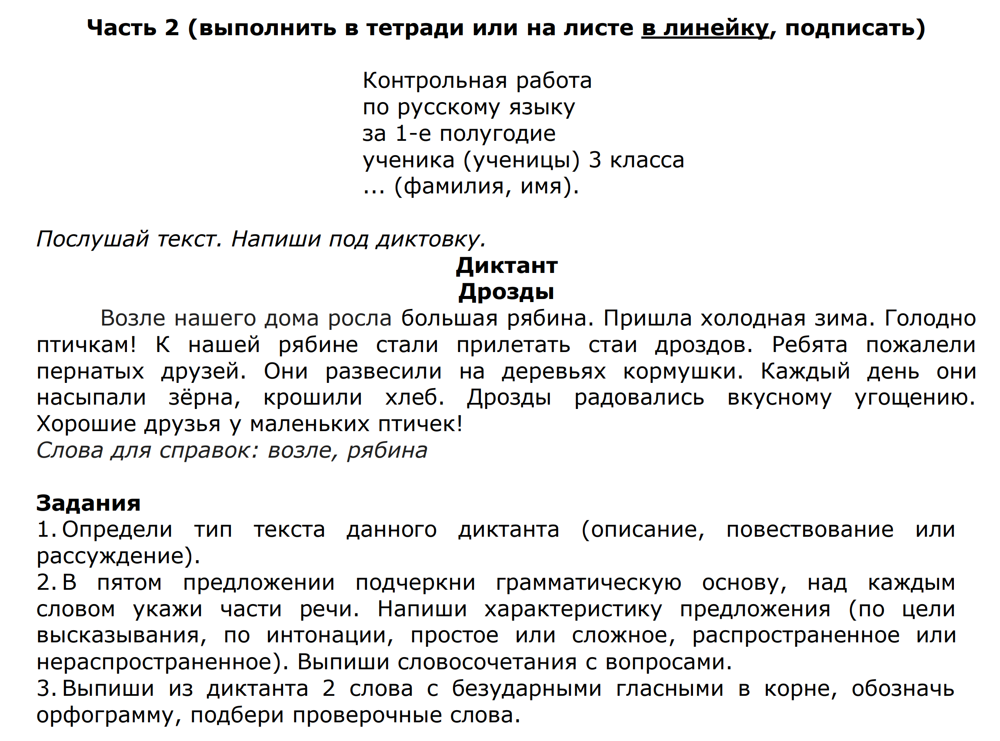 Часть 2 (выполнить в тетради или на листе в линейку, подписать)
Контрольная работа
по русскому языку
за 1-е полугодие
ученика (ученицы) 3 класса
... (фамилия, имя).
Послушай текст. Напиши под диктовку.
Диктант
Дрозды
Возле нашего дома росла большая рябина. Пришла холодная зима. Голодно
птичкам! К нашей рябине стали прилетать стаи дроздов. Ребята пожалели
пернатых друзей. Они развесили на деревьях кормушки. Каждый день они
насыпали зёрна, крошили хлеб. Дрозды радовались вкусному угощению.
Хорошие друзья у маленьких птичек!
Слова для справок: возле, рябина
Задания
1. Определи тип текста данного диктанта (описание, повествование или
рассуждение).
2. В пятом предложении подчеркни грамматическую основу, над каждым
словом укажи части речи. Напиши характеристику предложения (по цели
высказывания, по интонации, простое или сложное, распространенное или
нераспространенное). Выпиши словосочетания с вопросами.
3. Выпиши из диктанта 2 слова с безударными гласными в корне, обозначь
орфограмму, подбери проверочные слова.